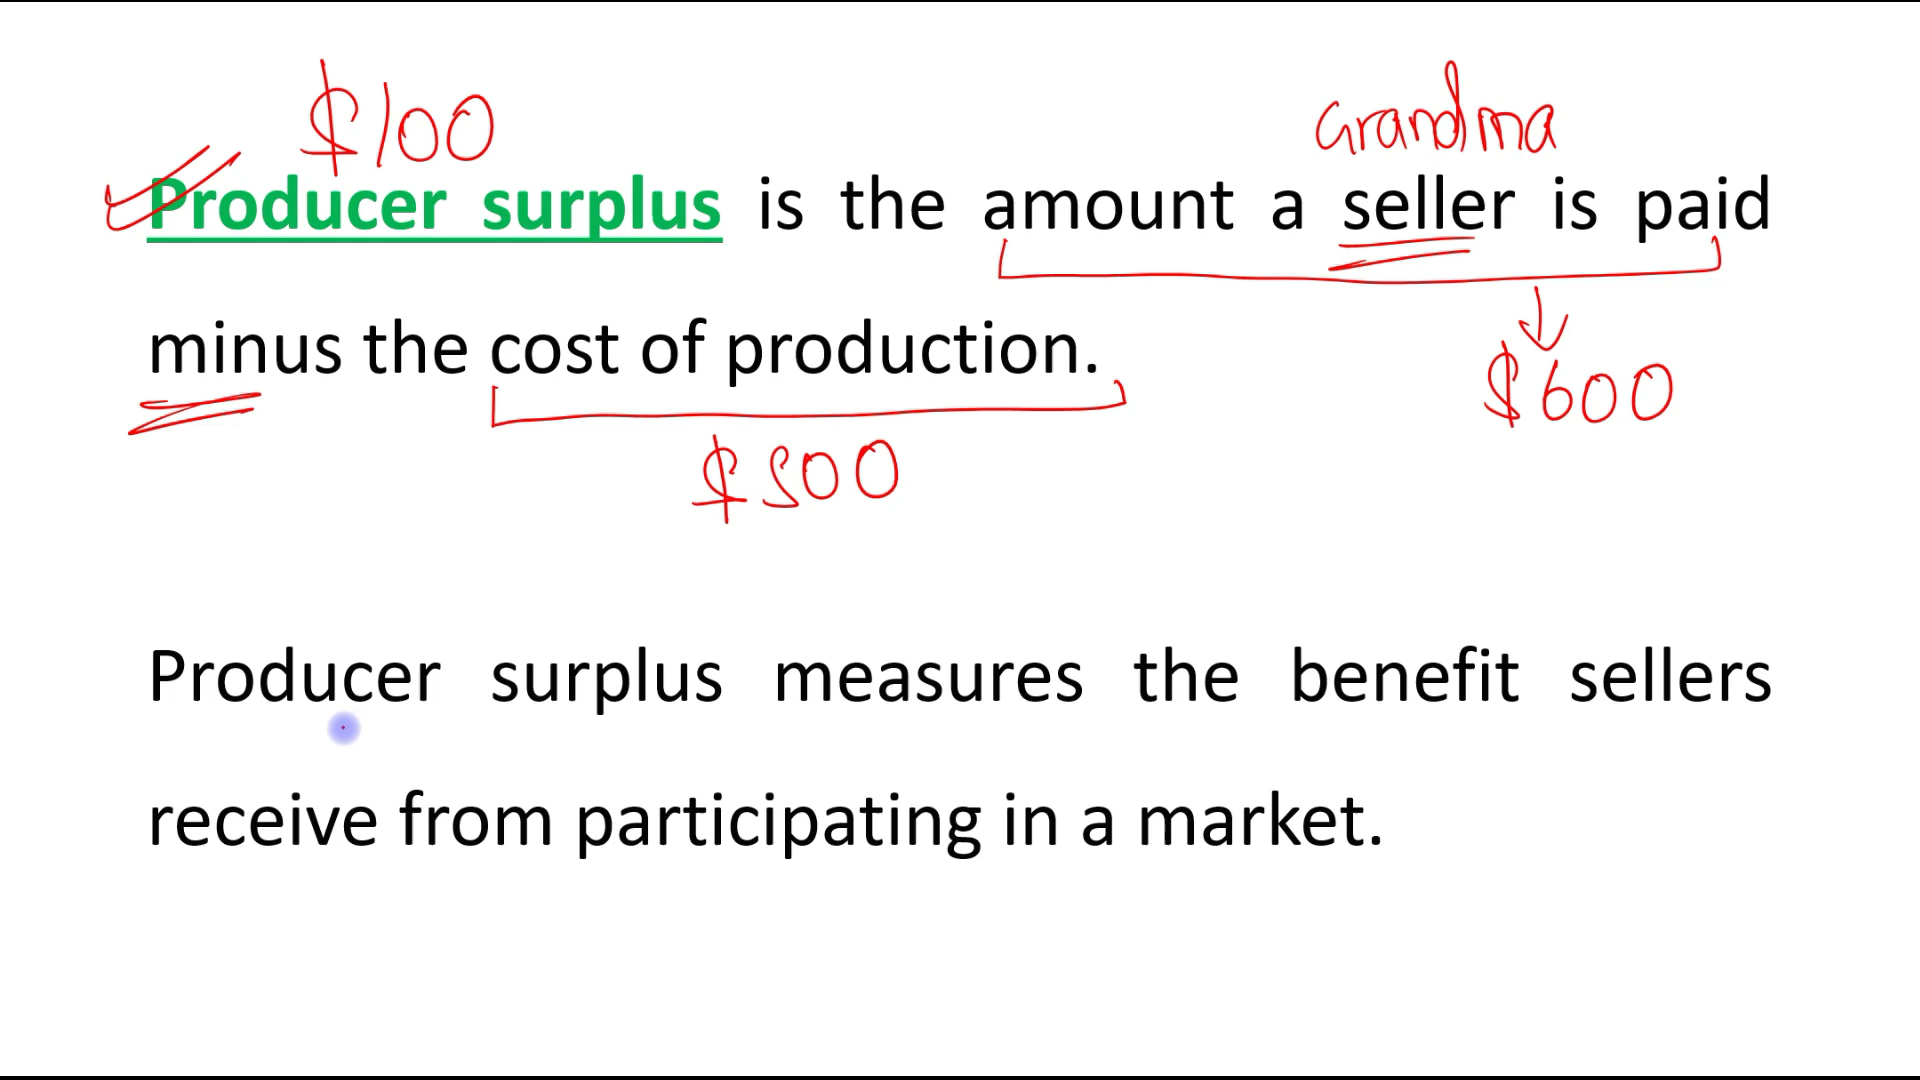 $100
Grandma
Producer surplus is the amount a seller is paid
minus the cost of production.
$600
$500
Producer surplus measures the benefit sellers
receive from participating in a market.